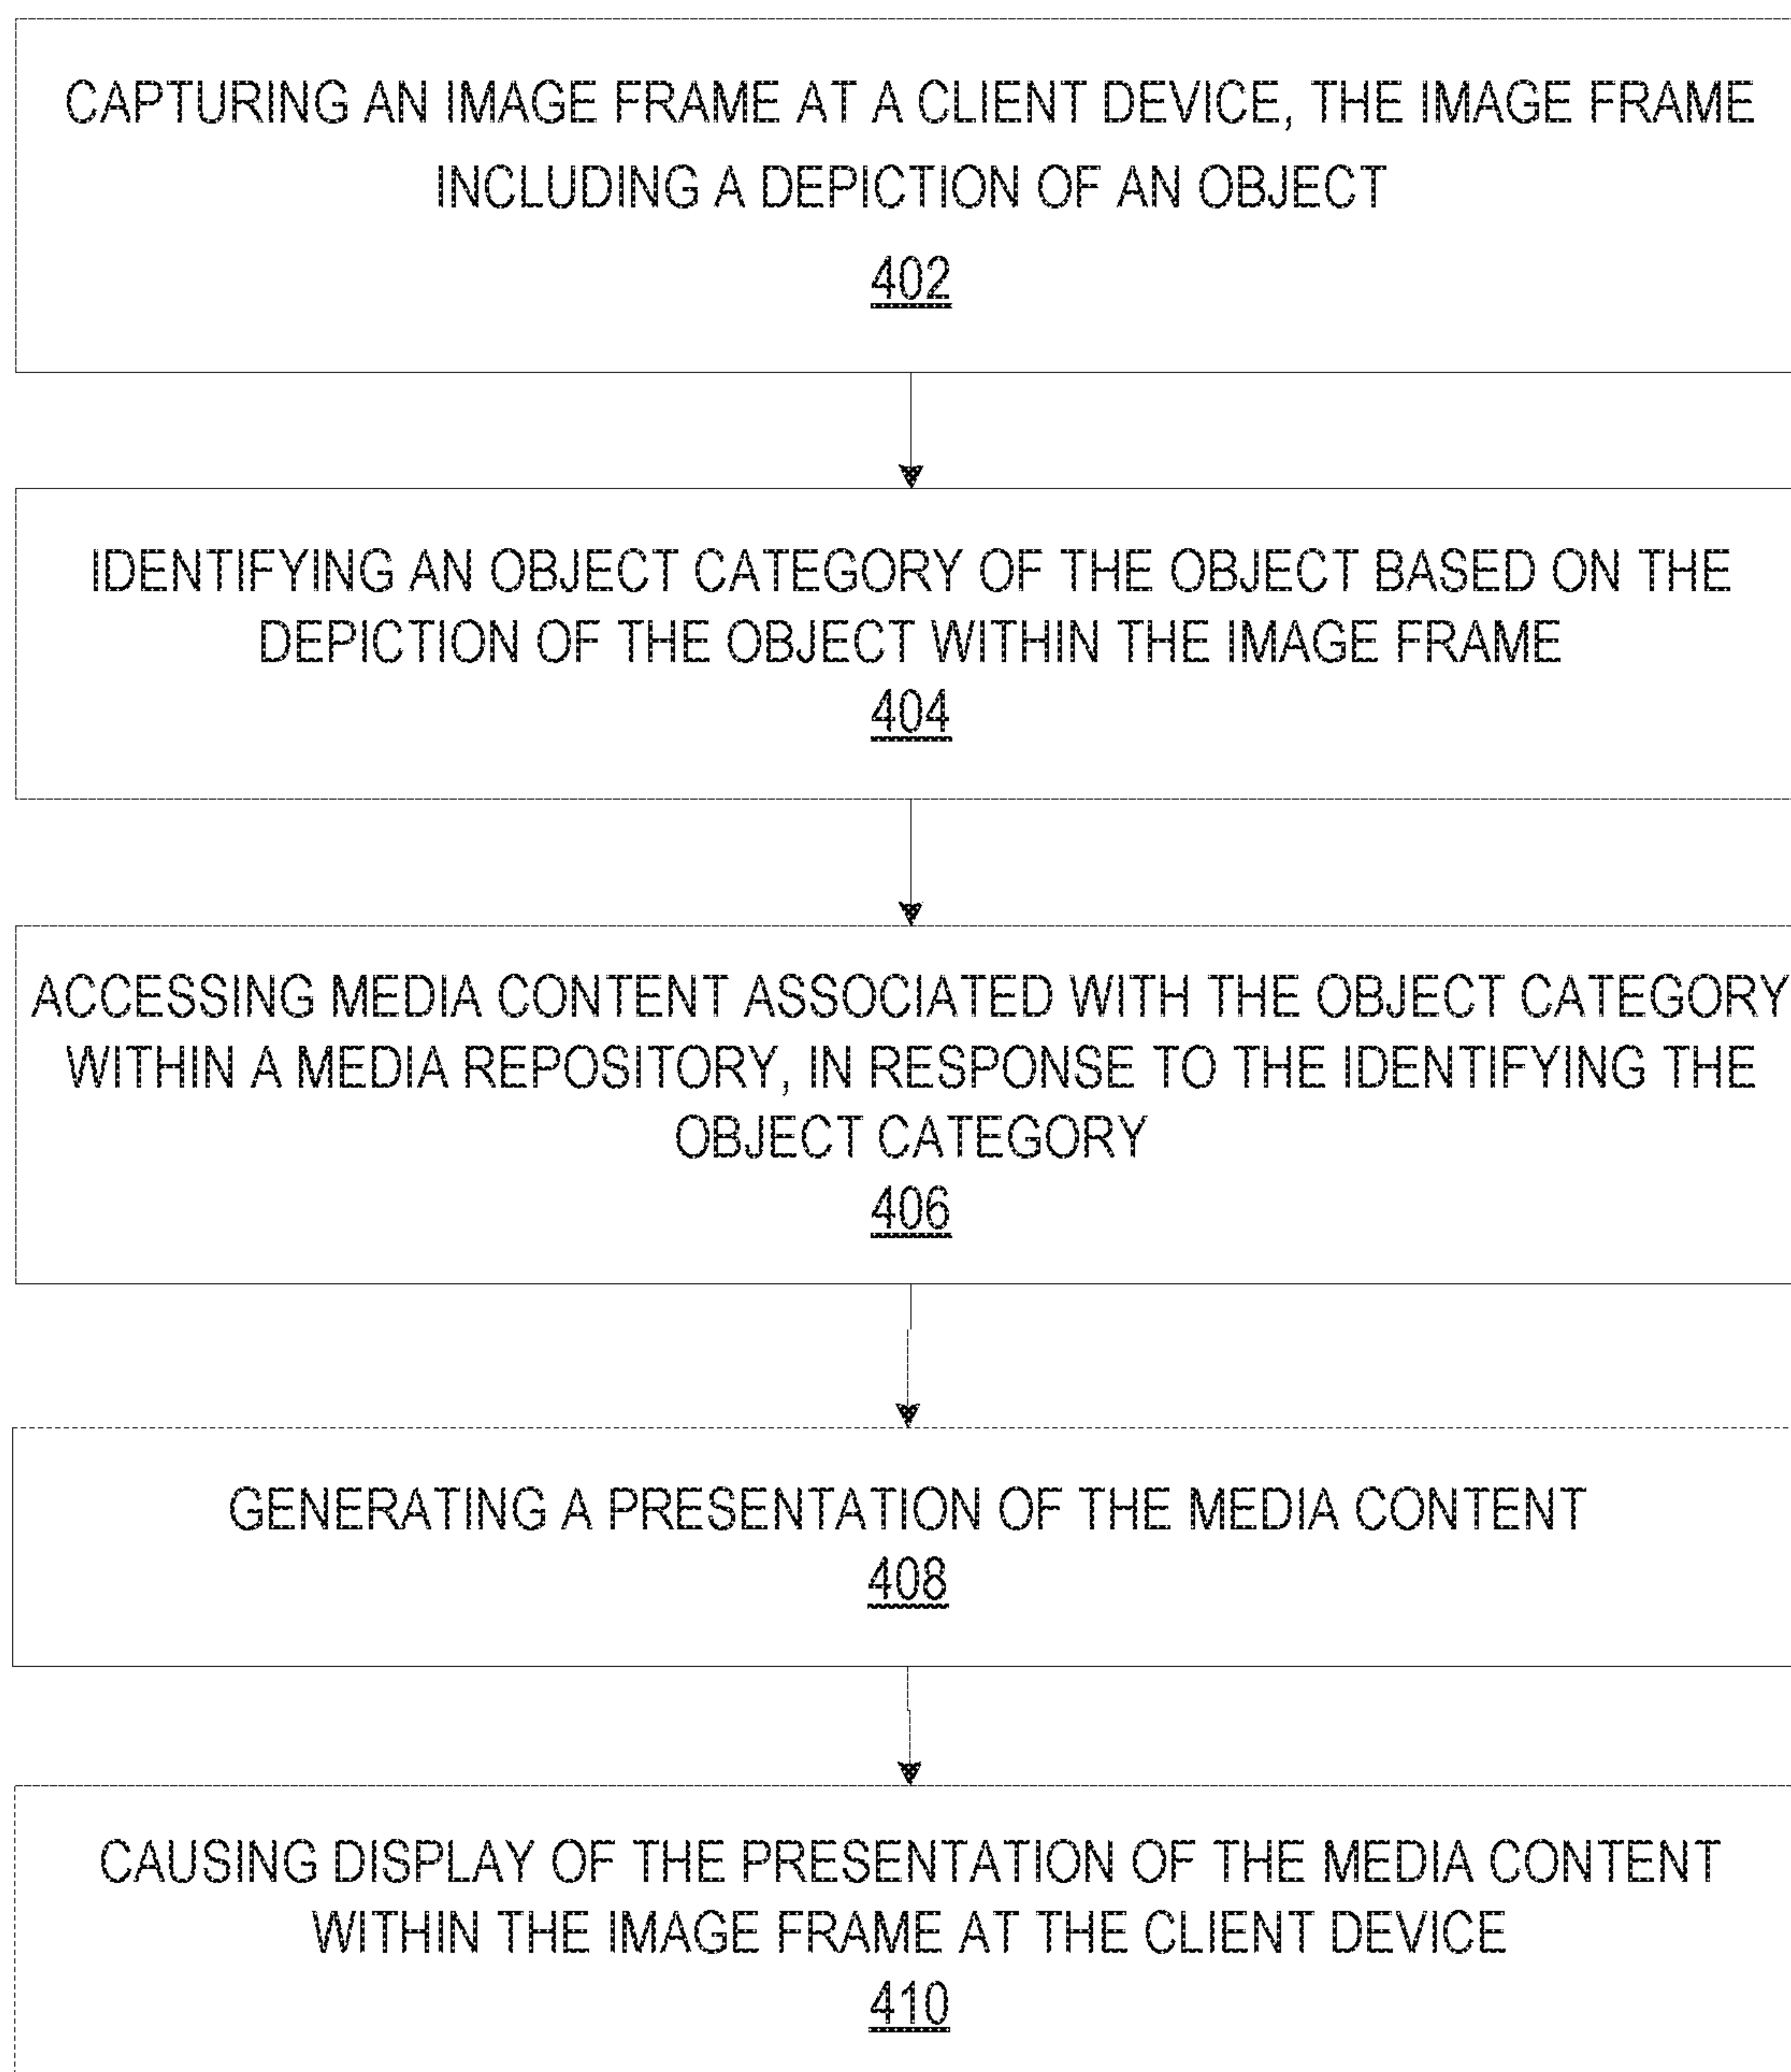 CAPTURING AN IMAGE FRAME AT A CLIENT DEVICE, THE IMAGE FRAME
INCLUDING A DEPICTION OF AN OBJECT
402
IDENTIFYING AN OBJECT CATEGORY OF THE OBJECT BASED ON THE
DEPICTION OF THE OBJECT WITHIN THE IMAGE FRAME
404
ACCESSING MEDIA CONTENT ASSOCIATED WITH THE OBJECT CATEGORY
WITHIN A MEDIA REPOSITORY, IN RESPONSE TO THE IDENTIFYING THE
OBJECT CATEGORY
406
GENERATING A PRESENTATION OF THE MEDIA CONTENT
408
CAUSING DISPLAY OF THE PRESENTATION OF THE MEDIA CONTENT
WITHIN THE IMAGE FRAME AT THE CLIENT DEVICE
410